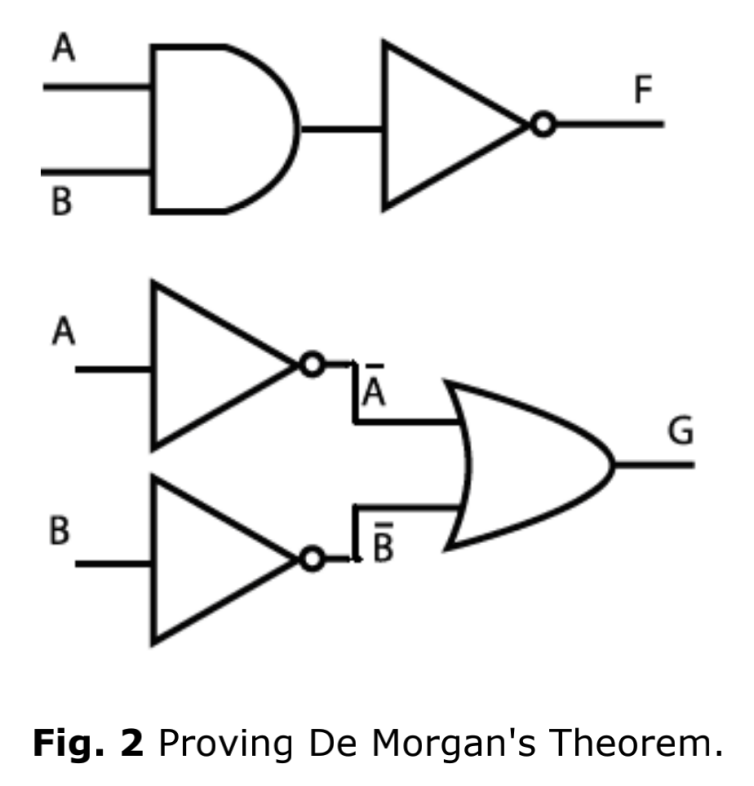 A
F
B
A
A̅
G
B
B̅
Fig. 2 Proving De Morgan's Theorem.